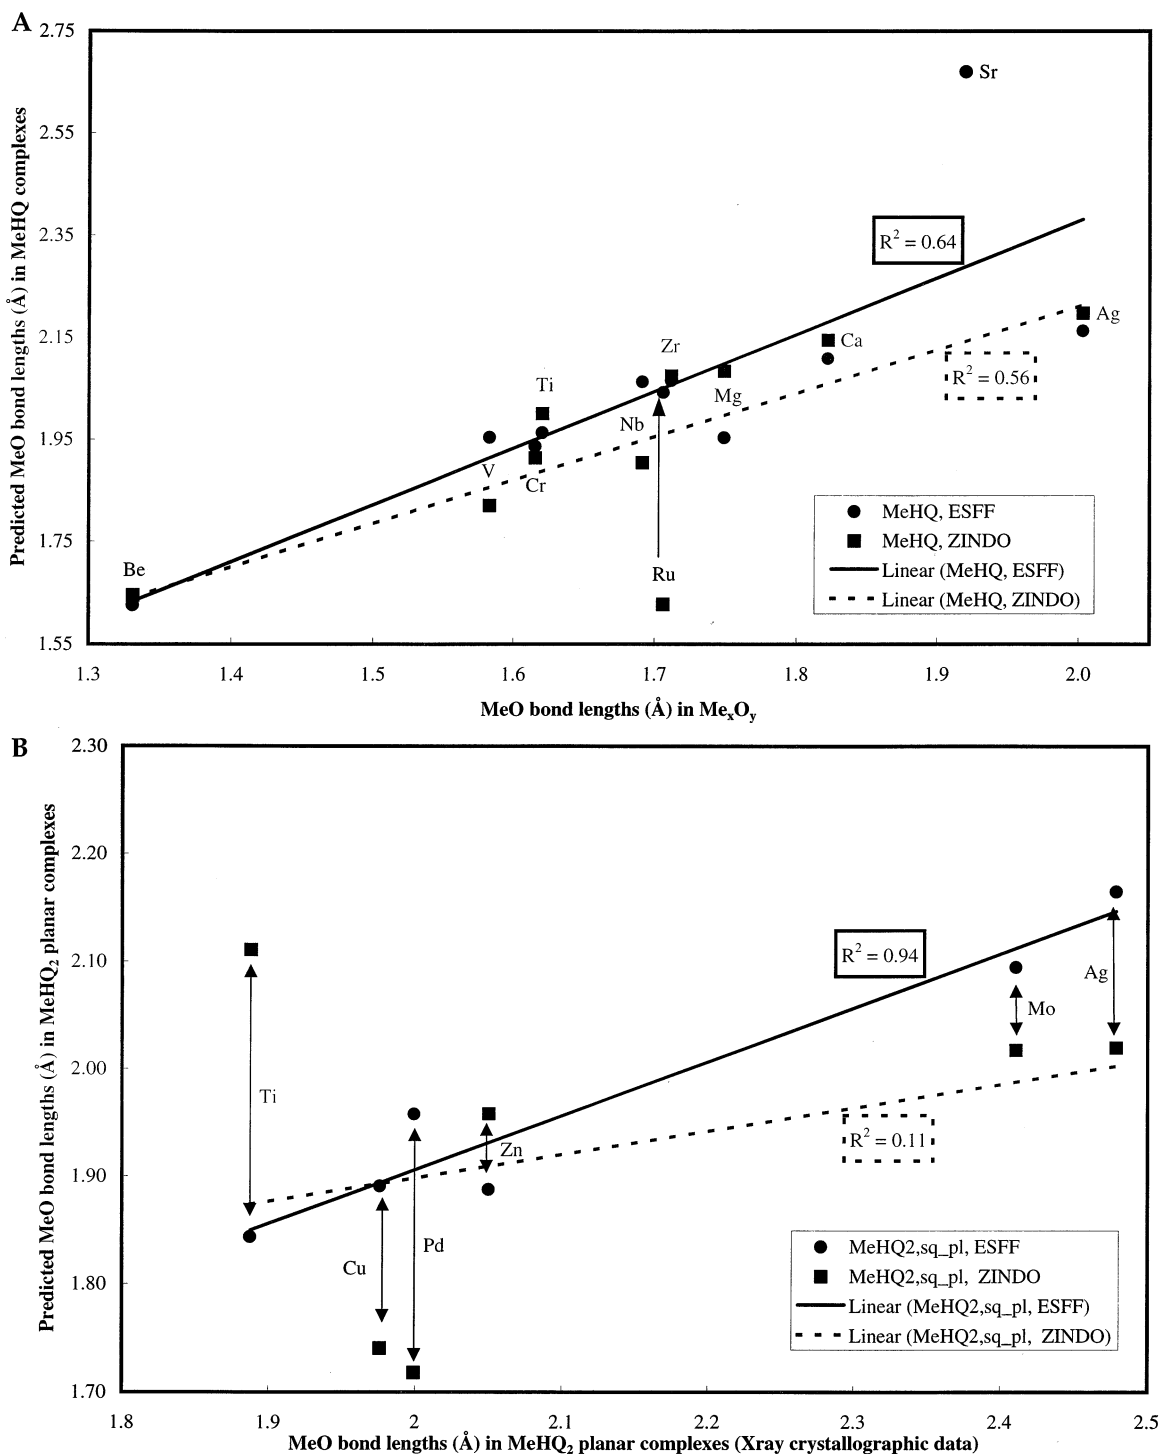 A
2.75
2.55
2.35
2.15
1.95
1.75
1.55
Predicted MeO bond lengths (Å) in MeHQ complexes
Sr
R² = 0.64
Ag
Ca
R² = 0.56
Zr
Ti
Mg
Nb
V
Cr
Be
Ru
MeHQ, ESFF
MeHQ, ZINDO
Linear (MeHQ, ESFF)
Linear (MeHQ, ZINDO)
1.3 1.4 1.5 1.6 1.7 1.8 1.9 2.0
MeO bond lengths (Å) in MeₓOᵧ
B
2.30
2.20
2.10
2.00
1.90
1.80
1.70
Predicted MeO bond lengths (Å) in MeHQ₂ planar complexes
R² = 0.94
Ag
Mo
Ti
R² = 0.11
Zn
Pd
Cu
MeHQ2,sq_pl, ESFF
MeHQ2,sq_pl, ZINDO
Linear (MeHQ2,sq_pl, ESFF)
Linear (MeHQ2,sq_pl, ZINDO)
1.8 1.9 2 2.1 2.2 2.3 2.4 2.5
MeO bond lengths (Å) in MeHQ₂ planar complexes (Xray crystallographic data)